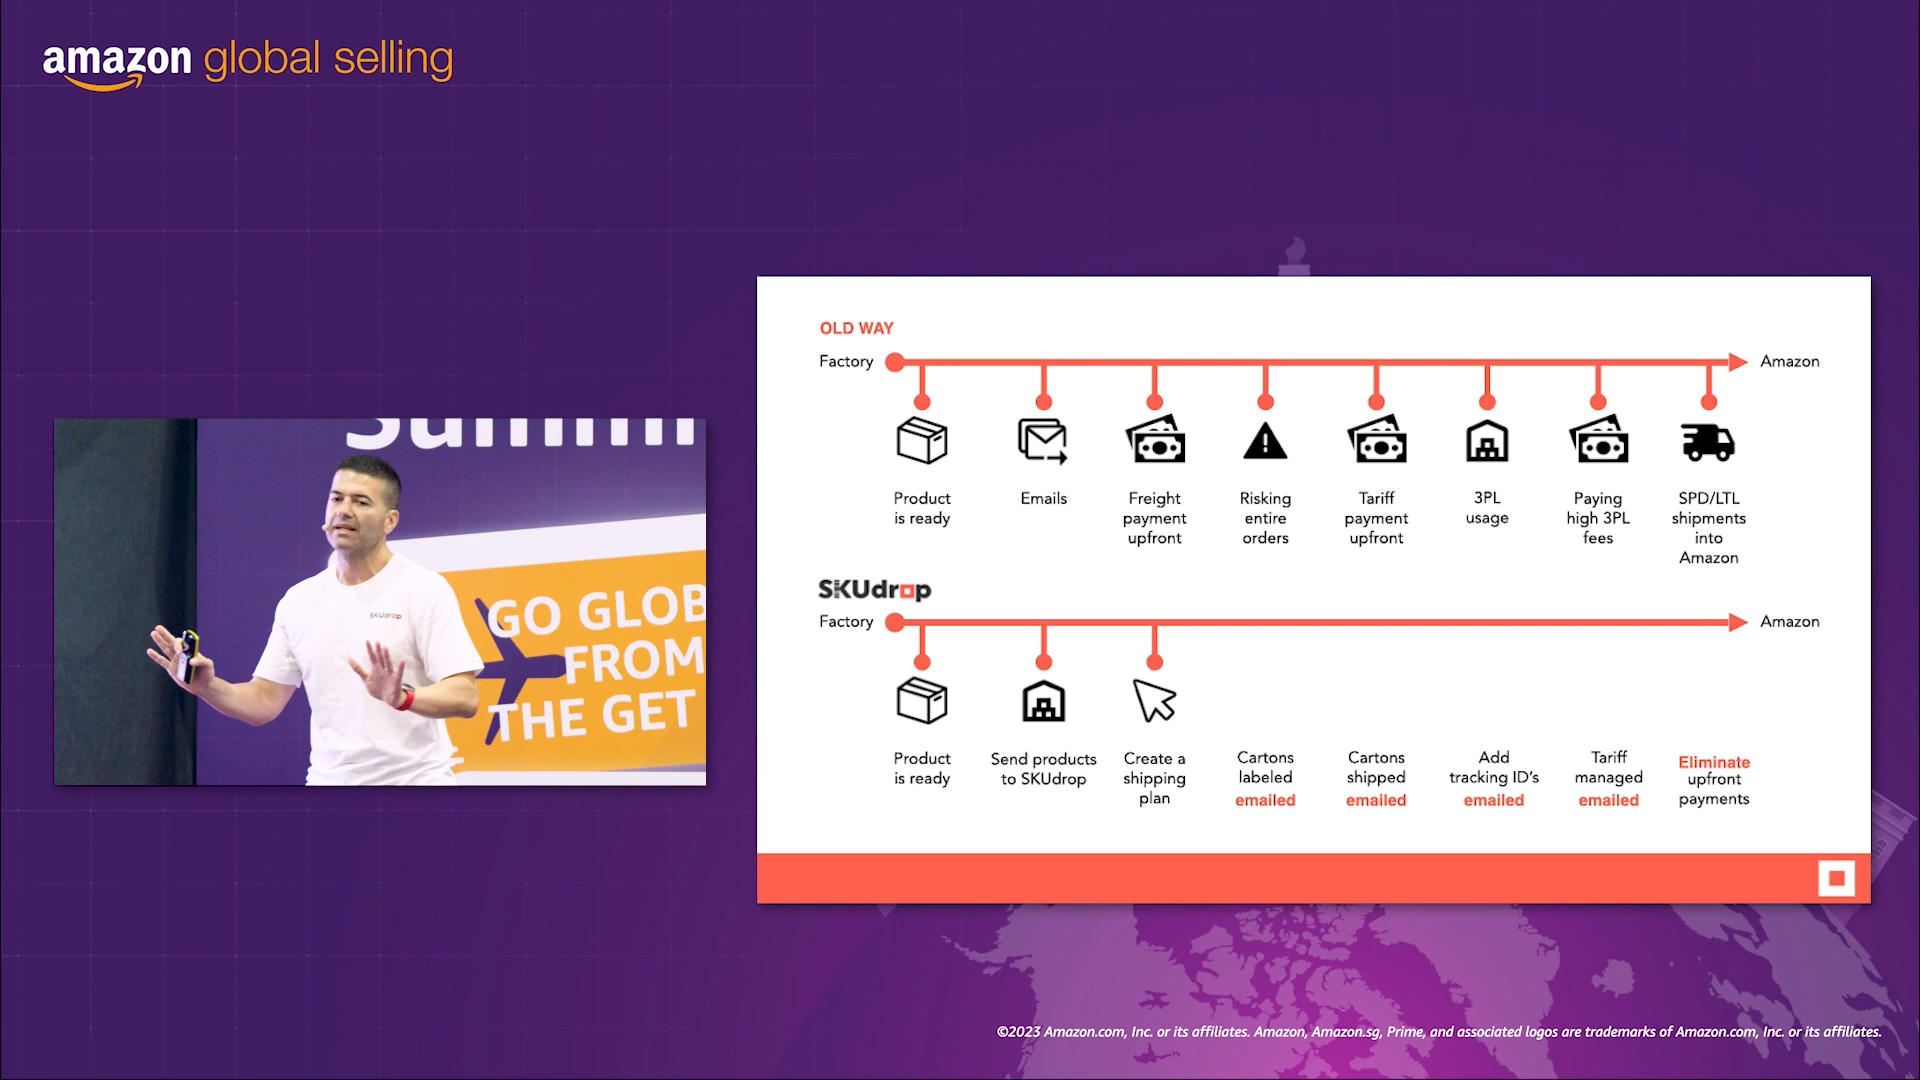 amazon global selling
Summi
SKUdrop
GO GLOB
FROM
THE GET
OLD WAY
Factory
Amazon
Product
is ready
Emails
Freight
payment
upfront
Risking
entire
orders
Tariff
payment
upfront
3PL
usage
Paying
high 3PL
fees
SPD/LTL
shipments
into
Amazon
SKUdrop
Factory
Amazon
Product
is ready
Send products
to SKUdrop
Create a
shipping
plan
Cartons
labeled
emailed
Cartons
shipped
emailed
Add
tracking ID's
emailed
Tariff
managed
emailed
Eliminate
upfront
payments
©2023 Amazon.com, Inc. or its affiliates. Amazon, Amazon.sg, Prime, and associated logos are trademarks of Amazon.com, Inc. or its affiliates.